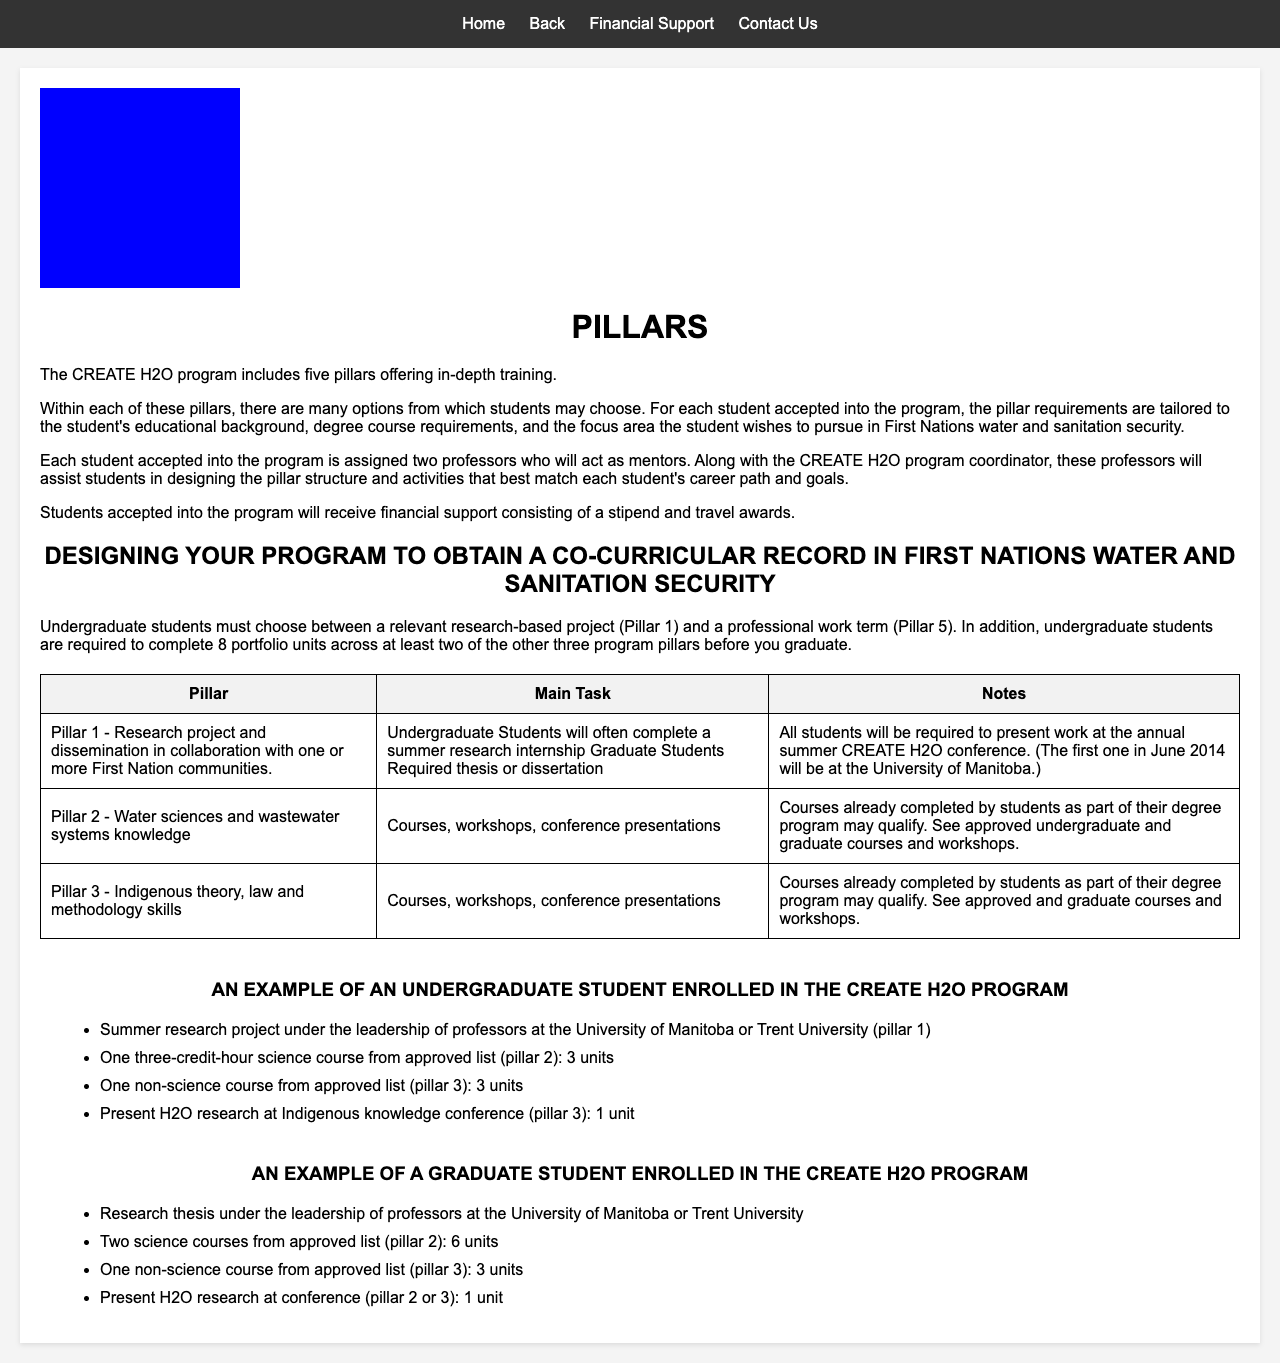 Home Back Financial Support Contact Us
PILLARS
The CREATE H2O program includes five pillars offering in-depth training.
Within each of these pillars, there are many options from which students may choose. For each student accepted into the program, the pillar requirements are tailored to
the student's educational background, degree course requirements, and the focus area the student wishes to pursue in First Nations water and sanitation security.
Each student accepted into the program is assigned two professors who will act as mentors. Along with the CREATE H2O program coordinator, these professors will
assist students in designing the pillar structure and activities that best match each student's career path and goals.
Students accepted into the program will receive financial support consisting of a stipend and travel awards.
DESIGNING YOUR PROGRAM TO OBTAIN A CO-CURRICULAR RECORD IN FIRST NATIONS WATER AND
SANITATION SECURITY
Undergraduate students must choose between a relevant research-based project (Pillar 1) and a professional work term (Pillar 5). In addition, undergraduate students
are required to complete 8 portfolio units across at least two of the other three program pillars before you graduate.
Pillar Main Task Notes
Pillar 1 - Research project and
dissemination in collaboration with one or
more First Nation communities.
Undergraduate Students will often complete a
summer research internship Graduate Students
Required thesis or dissertation
All students will be required to present work at the annual
summer CREATE H2O conference. (The first one in June 2014
will be at the University of Manitoba.)
Pillar 2 - Water sciences and wastewater
systems knowledge
Courses, workshops, conference presentations
Courses already completed by students as part of their degree
program may qualify. See approved undergraduate and
graduate courses and workshops.
Pillar 3 - Indigenous theory, law and
methodology skills
Courses, workshops, conference presentations
Courses already completed by students as part of their degree
program may qualify. See approved and graduate courses and
workshops.
AN EXAMPLE OF AN UNDERGRADUATE STUDENT ENROLLED IN THE CREATE H2O PROGRAM
• Summer research project under the leadership of professors at the University of Manitoba or Trent University (pillar 1)
• One three-credit-hour science course from approved list (pillar 2): 3 units
• One non-science course from approved list (pillar 3): 3 units
• Present H2O research at Indigenous knowledge conference (pillar 3): 1 unit
AN EXAMPLE OF A GRADUATE STUDENT ENROLLED IN THE CREATE H2O PROGRAM
• Research thesis under the leadership of professors at the University of Manitoba or Trent University
• Two science courses from approved list (pillar 2): 6 units
• One non-science course from approved list (pillar 3): 3 units
• Present H2O research at conference (pillar 2 or 3): 1 unit